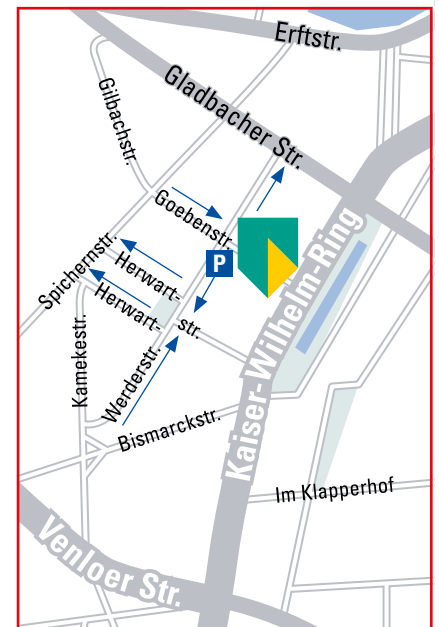 Erftstr.
Gladbacher Str.
Gilbachstr.
Goebenstr.
Kaiser-Wilhelm-Ring
P
Spichernstr.
Herwart-
Herwart-
str.
Kamekestr.
Werderstr.
Bismarckstr.
Im Klapperhof
Venloer Str.